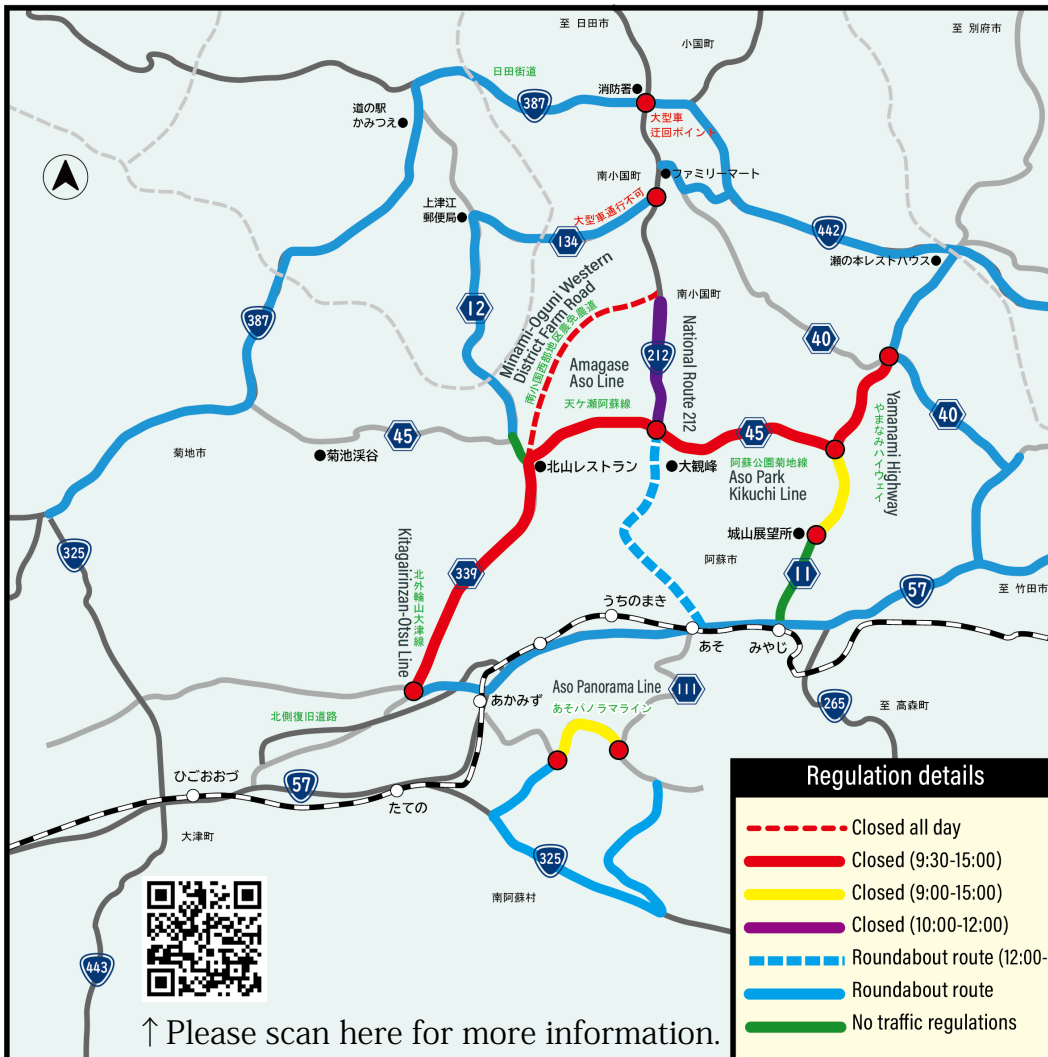 至 日田市
小国町
至 別府市
日田街道
消防署
387
道の駅
かみつえ
大型車
迂回ポイント
南小国町
ファミリーマート
上津江
郵便局
大型車通行不可
134
442
瀬の本レストハウス
Minami-Oguni Western
District Farm Road
南小国西部地区農免農道
南小国町
12
387
40
National Route 212
212
Amagase
Aso Line
天ケ瀬阿蘇線
Yamanami Highway
やまなみハイウェイ
40
45
45
菊地市
菊池渓谷
北山レストラン
大観峰
阿蘇公園菊地線
Aso Park
Kikuchi Line
城山展望所
325
Kitagairinzan-Otsu Line
北外輪山大津線
339
阿蘇市
11
57
至 竹田市
うちのまき
あそ
みやじ
Aso Panorama Line
111
あそパノラマライン
あかみず
265
至 高森町
北側復旧道路
ひごおおづ
57
たての
大津町
325
南阿蘇村
443
Regulation details
Closed all day
Closed (9:30-15:00)
Closed (9:00-15:00)
Closed (10:00-12:00)
Roundabout route (12:00-
Roundabout route
No traffic regulations
↑ Please scan here for more information.